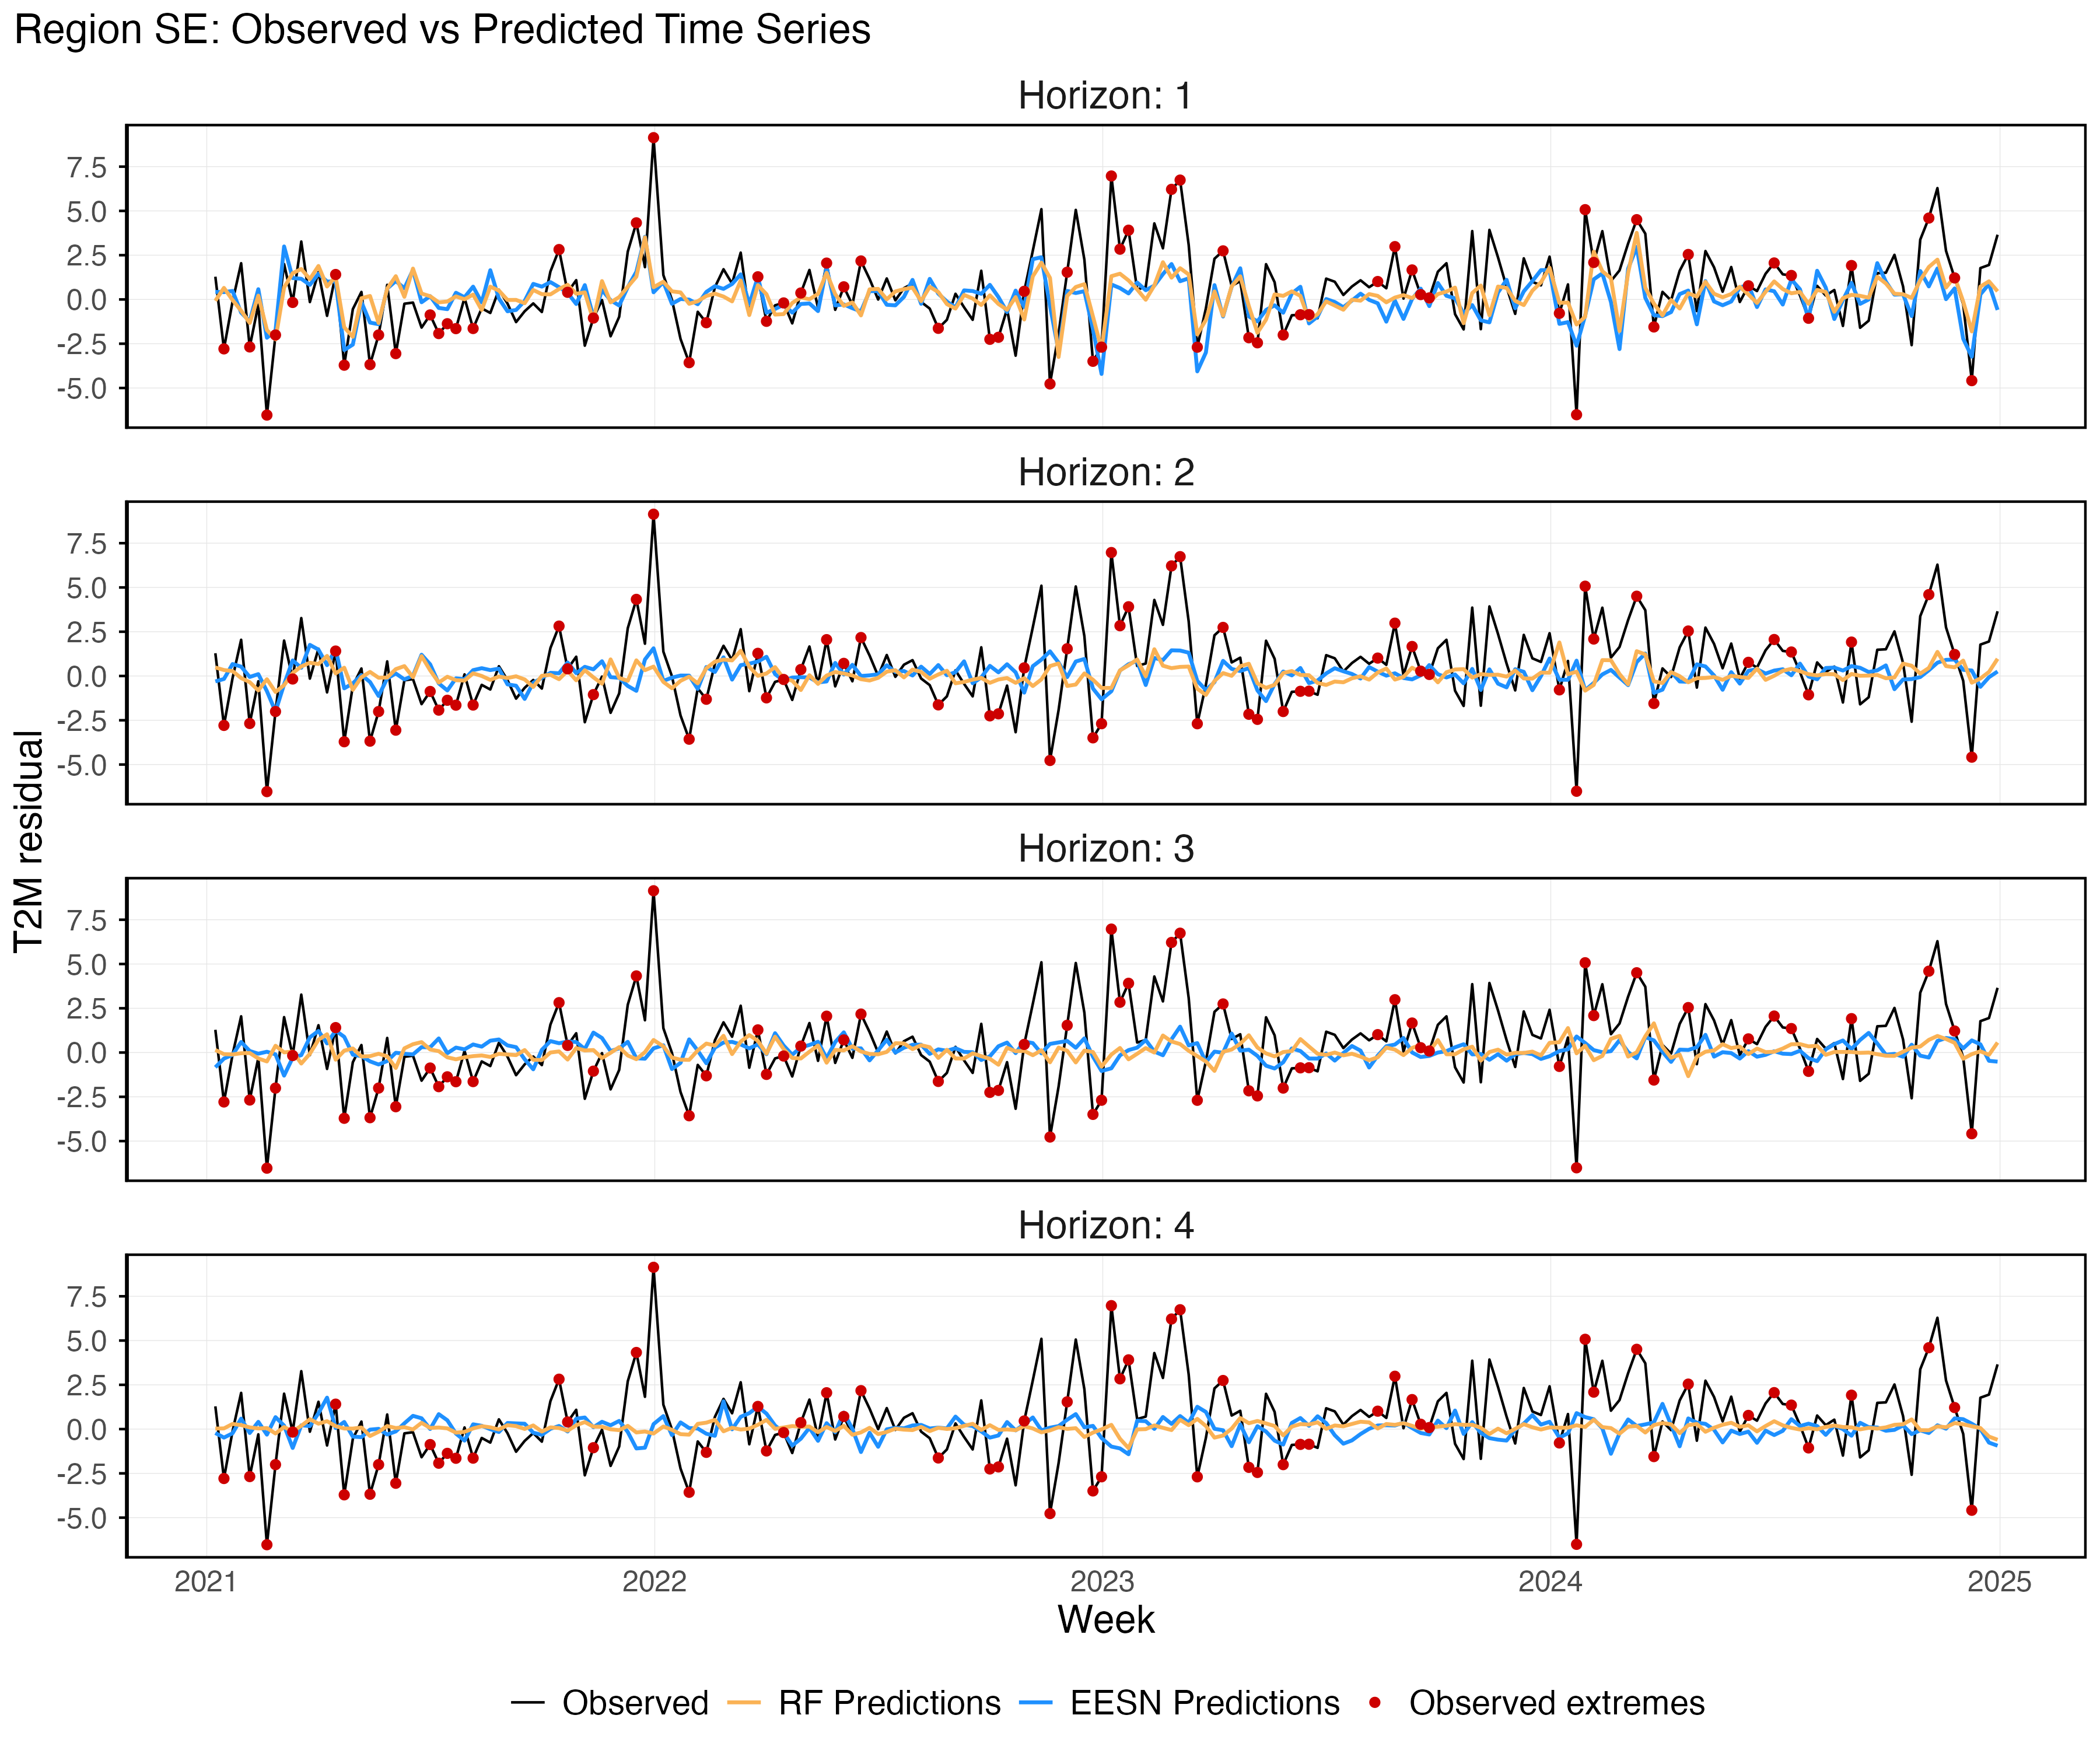 Region SE: Observed vs Predicted Time Series
Horizon: 1
7.5
5.0
2.5
0.0
-2.5
-5.0
Horizon: 2
7.5
5.0
2.5
0.0
-2.5
-5.0
T2M residual
Horizon: 3
7.5
5.0
2.5
0.0
-2.5
-5.0
Horizon: 4
7.5
5.0
2.5
0.0
-2.5
-5.0
2021 2022 2023 2024 2025
Week
Observed RF Predictions EESN Predictions Observed extremes